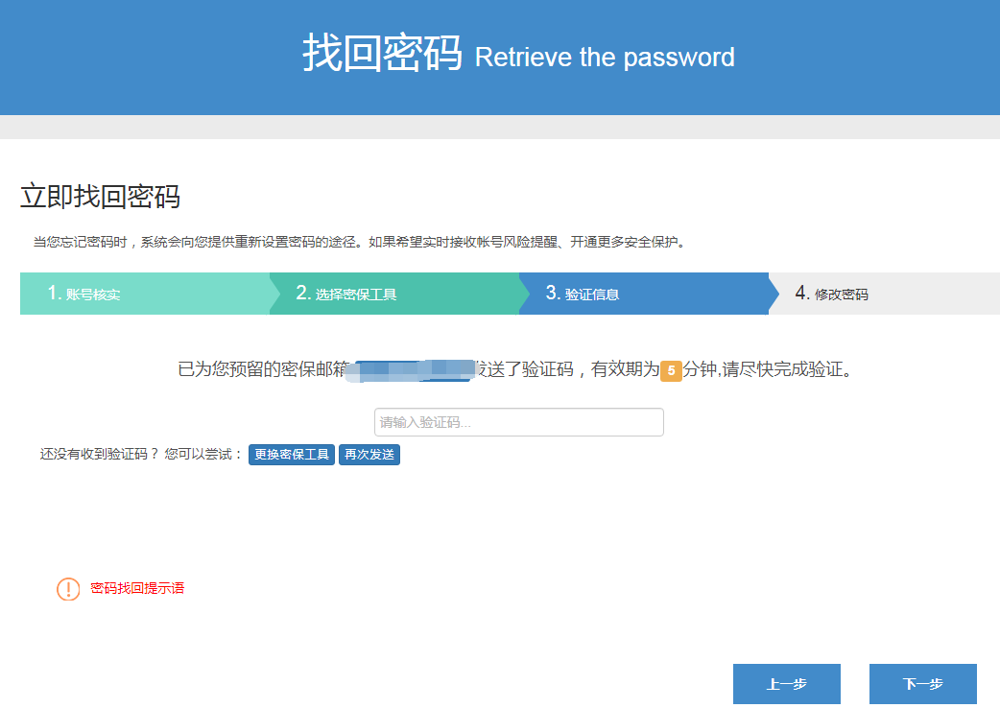 找回密码 Retrieve the password
立即找回密码
当您忘记密码时，系统会向您提供重新设置密码的途径。如果希望实时接收帐号风险提醒、开通更多安全保护。
1. 账号核实 2. 选择密保工具 3. 验证信息 4. 修改密码
已为您预留的密保邮箱 发送了验证码，有效期为5分钟,请尽快完成验证。
请输入验证码...
还没有收到验证码？您可以尝试： 更换密保工具 再次发送
密码找回提示语
上一步 下一步